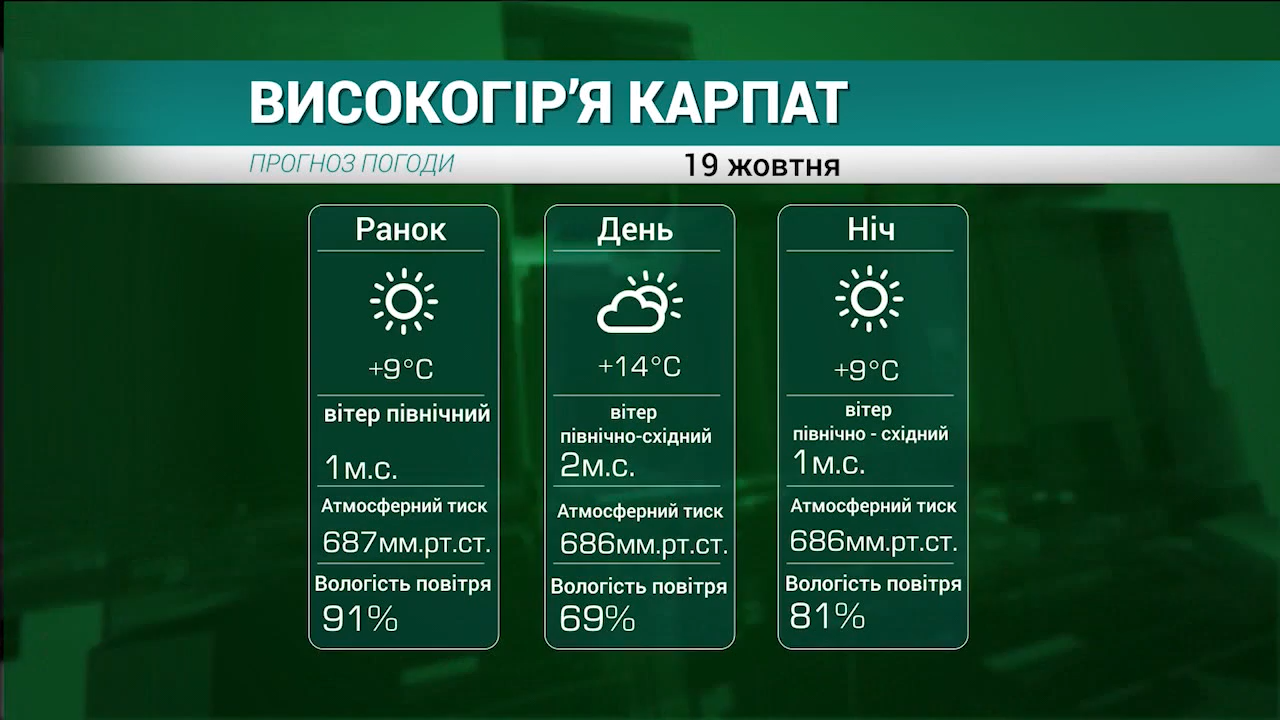 ВИСОКОГІР’Я КАРПАТ
ПРОГНОЗ ПОГОДИ
19 жовтня
Ранок
+9°C
вітер північний
1м.с.
Атмосферний тиск
687мм.рт.ст.
Вологість повітря
91%
День
+14°C
вітер
північно-східний
2м.с.
Атмосферний тиск
686мм.рт.ст.
Вологість повітря
69%
Ніч
+9°C
вітер
північно - східний
1м.с.
Атмосферний тиск
686мм.рт.ст.
Вологість повітря
81%